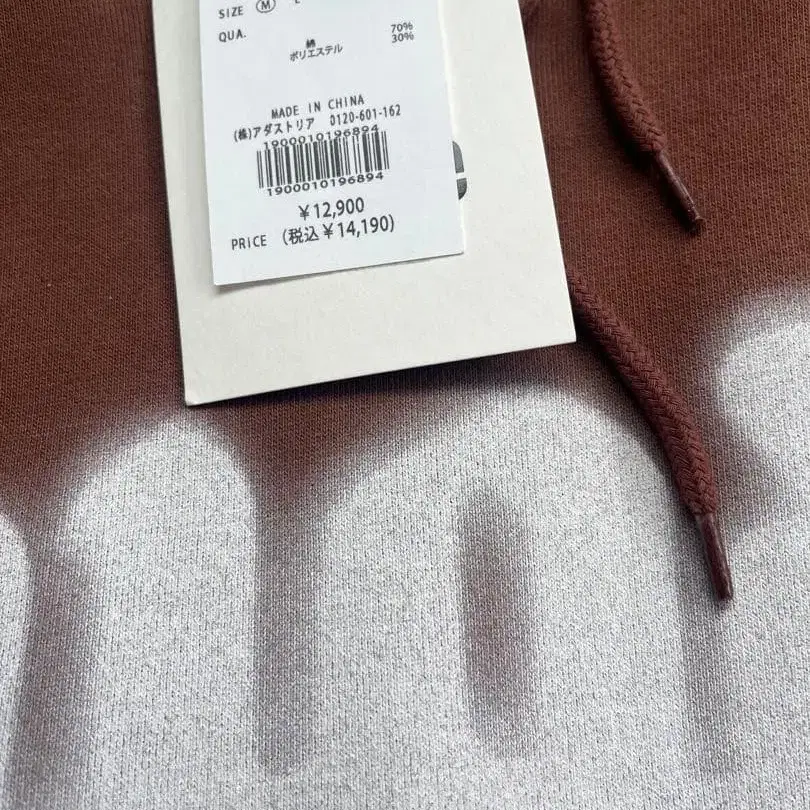 SIZE Ⓜ L
QUA.
綿 70%
ポリエステル 30%
MADE IN CHINA
(株)アダストリア 0120-601-162
1900010196894
1900010196894
¥12,900
PRICE (税込¥14,190)